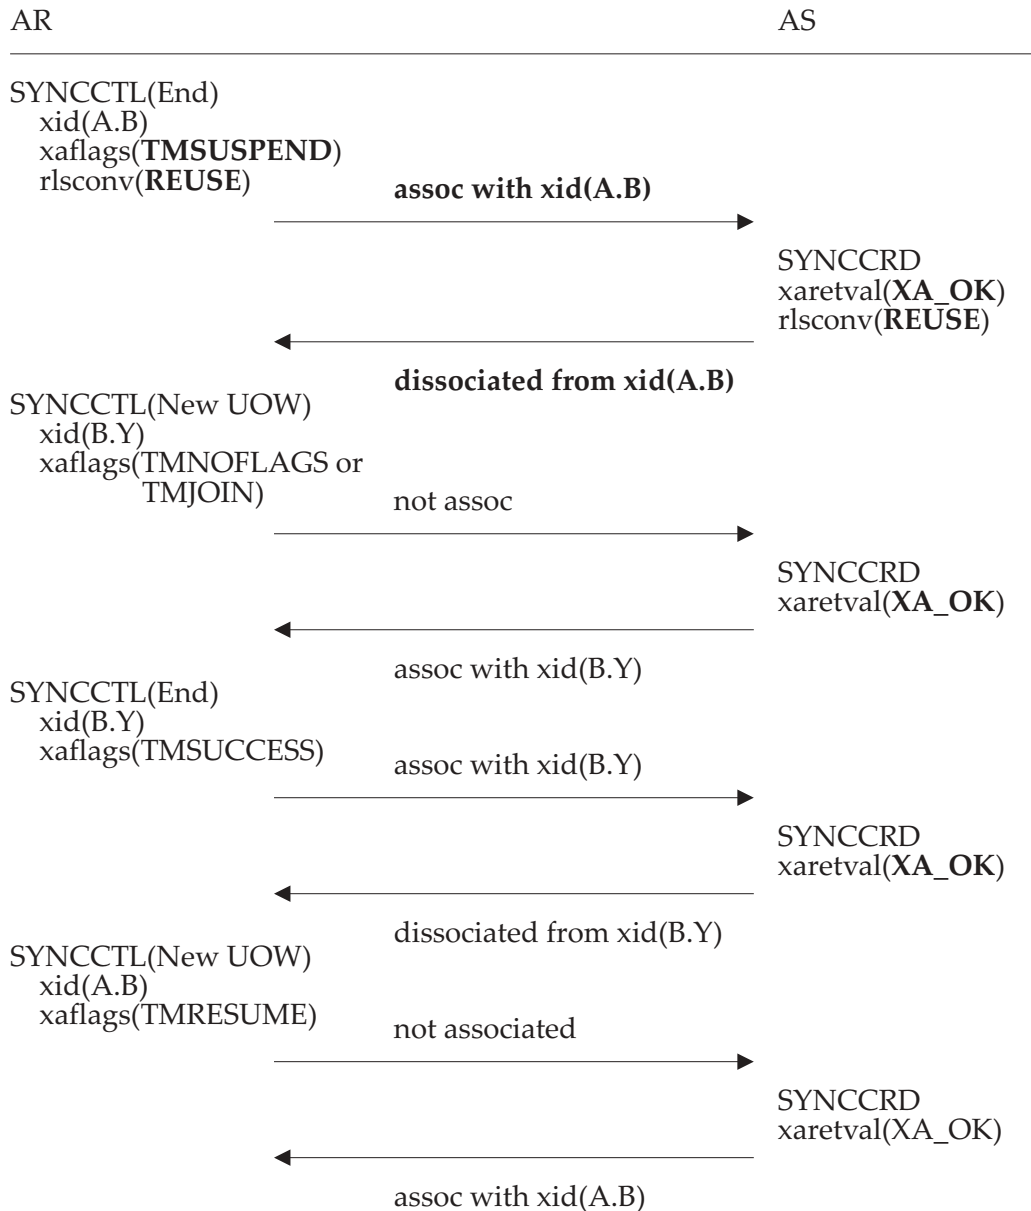 AR AS
SYNCCTL(End)
xid(A.B)
xaflags(TMSUSPEND)
rlsconv(REUSE)
assoc with xid(A.B)
SYNCCRD
xaretval(XA_OK)
rlsconv(REUSE)
dissociated from xid(A.B)
SYNCCTL(New UOW)
xid(B.Y)
xaflags(TMNOFLAGS or
TMJOIN)
not assoc
SYNCCRD
xaretval(XA_OK)
assoc with xid(B.Y)
SYNCCTL(End)
xid(B.Y)
xaflags(TMSUCCESS)
assoc with xid(B.Y)
SYNCCRD
xaretval(XA_OK)
dissociated from xid(B.Y)
SYNCCTL(New UOW)
xid(A.B)
xaflags(TMRESUME)
not associated
SYNCCRD
xaretval(XA_OK)
assoc with xid(A.B)